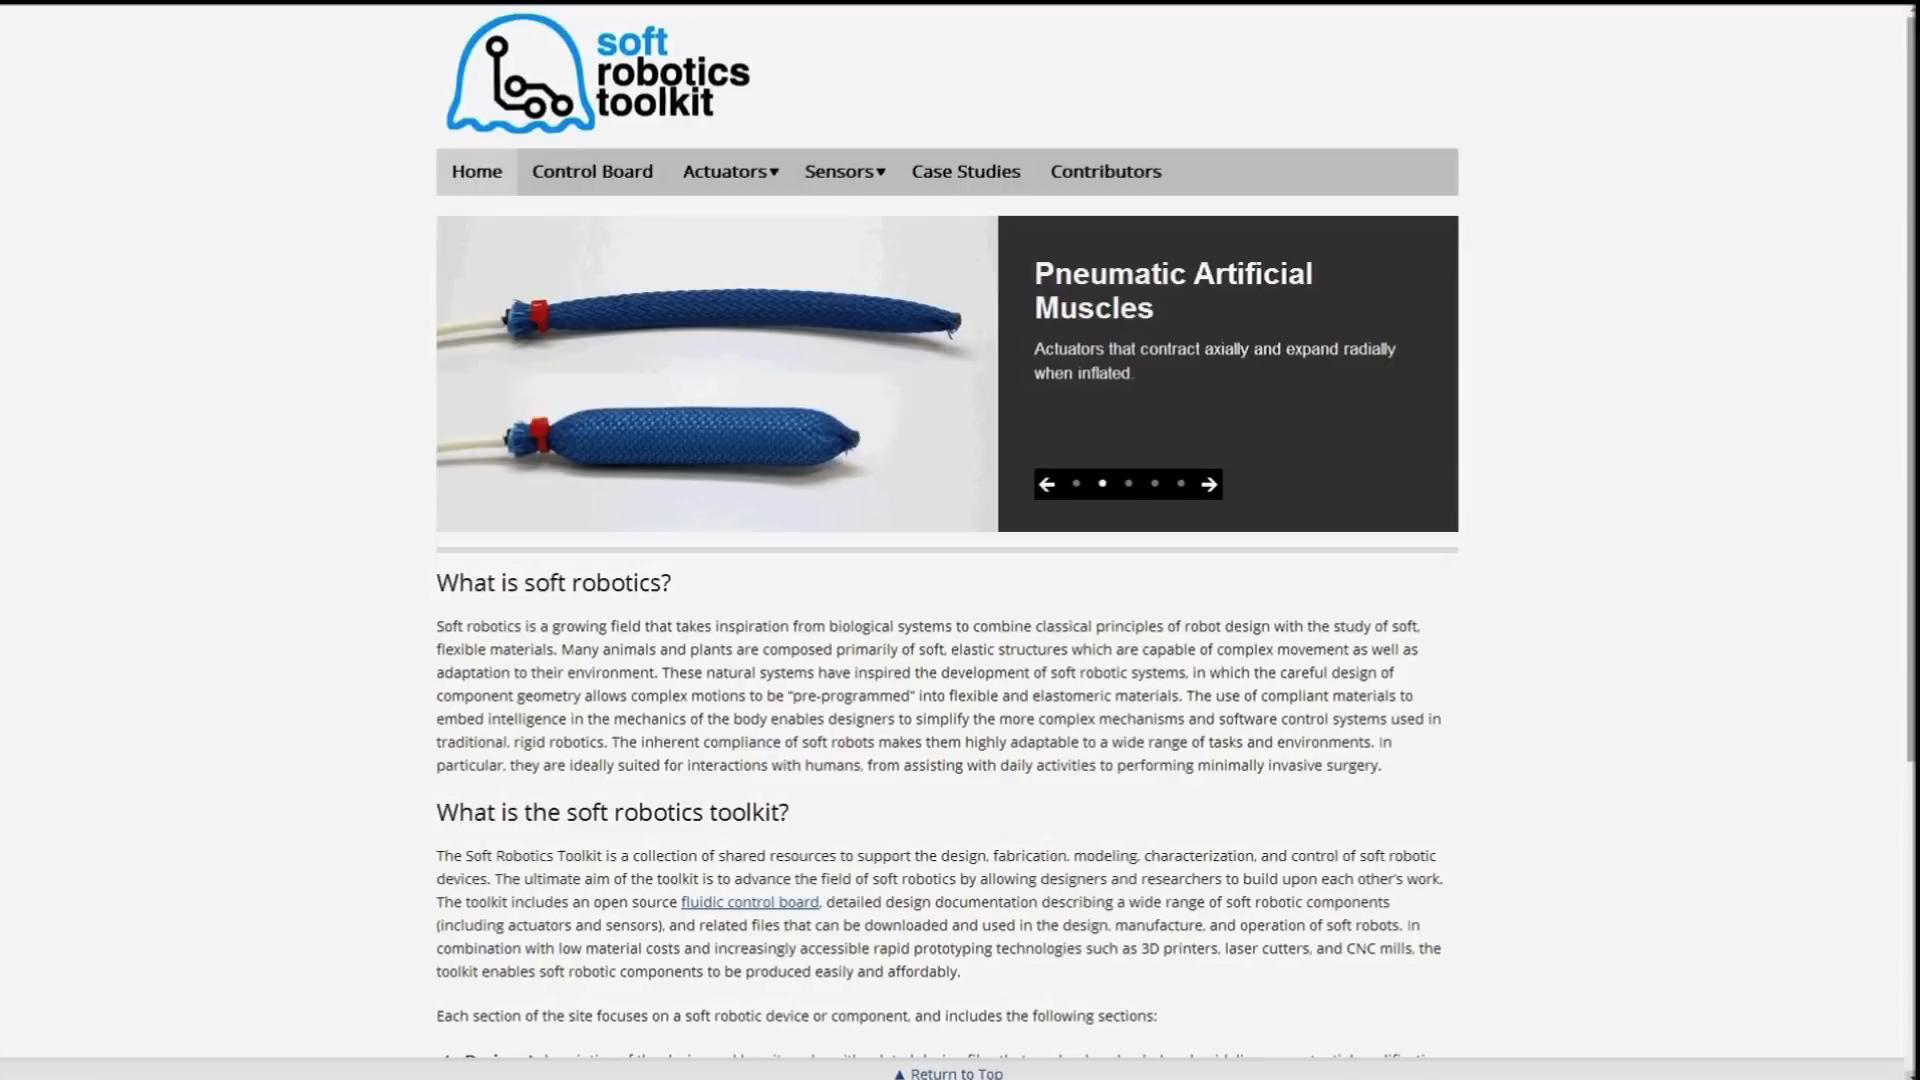 soft
robotics
toolkit
Home Control Board Actuators▾ Sensors▾ Case Studies Contributors
Pneumatic Artificial
Muscles
Actuators that contract axially and expand radially
when inflated.
What is soft robotics?
Soft robotics is a growing field that takes inspiration from biological systems to combine classical principles of robot design with the study of soft,
flexible materials. Many animals and plants are composed primarily of soft, elastic structures which are capable of complex movement as well as
adaptation to their environment. These natural systems have inspired the development of soft robotic systems, in which the careful design of
component geometry allows complex motions to be “pre-programmed” into flexible and elastomeric materials. The use of compliant materials to
embed intelligence in the mechanics of the body enables designers to simplify the more complex mechanisms and software control systems used in
traditional, rigid robotics. The inherent compliance of soft robots makes them highly adaptable to a wide range of tasks and environments. In
particular, they are ideally suited for interactions with humans, from assisting with daily activities to performing minimally invasive surgery.
What is the soft robotics toolkit?
The Soft Robotics Toolkit is a collection of shared resources to support the design, fabrication, modeling, characterization, and control of soft robotic
devices. The ultimate aim of the toolkit is to advance the field of soft robotics by allowing designers and researchers to build upon each other's work.
The toolkit includes an open source fluidic control board, detailed design documentation describing a wide range of soft robotic components
(including actuators and sensors), and related files that can be downloaded and used in the design, manufacture, and operation of soft robots. In
combination with low material costs and increasingly accessible rapid prototyping technologies such as 3D printers, laser cutters, and CNC mills, the
toolkit enables soft robotic components to be produced easily and affordably.
Each section of the site focuses on a soft robotic device or component, and includes the following sections:
▲ Return to Top